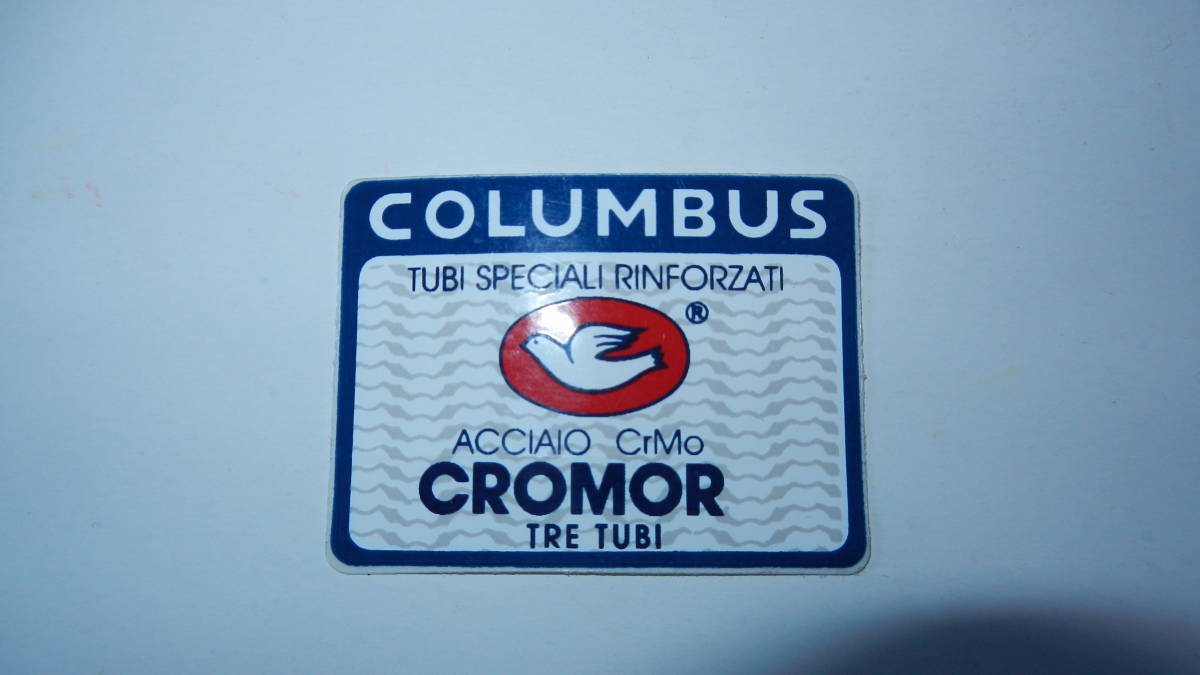 COLUMBUS
TUBI SPECIALI RINFORZATI
®
ACCIAIO CrMo
CROMOR
TRE TUBI